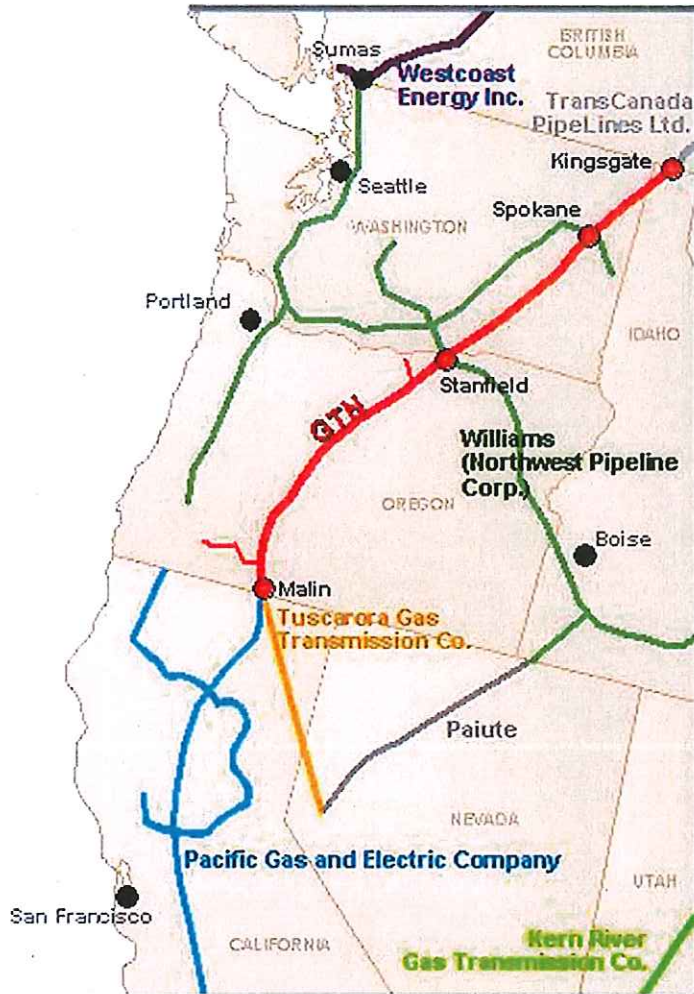 Sumas
BRITISH
COLUMBIA
Westcoast
Energy Inc.
TransCanada
PipeLines Ltd.
Kingsgate
Seattle
Spokane
WASHINGTON
Portland
IDAHO
Stanfield
GTN
Williams
(Northwest Pipeline
Corp.)
OREGON
Boise
Malin
Tuscarora Gas
Transmission Co.
Paiute
NEVADA
Pacific Gas and Electric Company
UTAH
San Francisco
CALIFORNIA
Kern River
Gas Transmission Co.